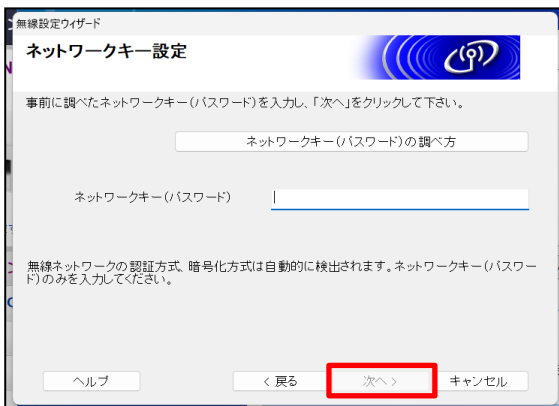 無線設定ウィザード
ネットワークキー設定
事前に調べたネットワークキー(パスワード)を入力し、「次へ」をクリックして下さい。
ネットワークキー(パスワード)の調べ方
ネットワークキー(パスワード)
無線ネットワークの認証方式、暗号化方式は自動的に検出されます。ネットワークキー(パスワー
ド)のみを入力してください。
ヘルプ
< 戻る
次へ >
キャンセル